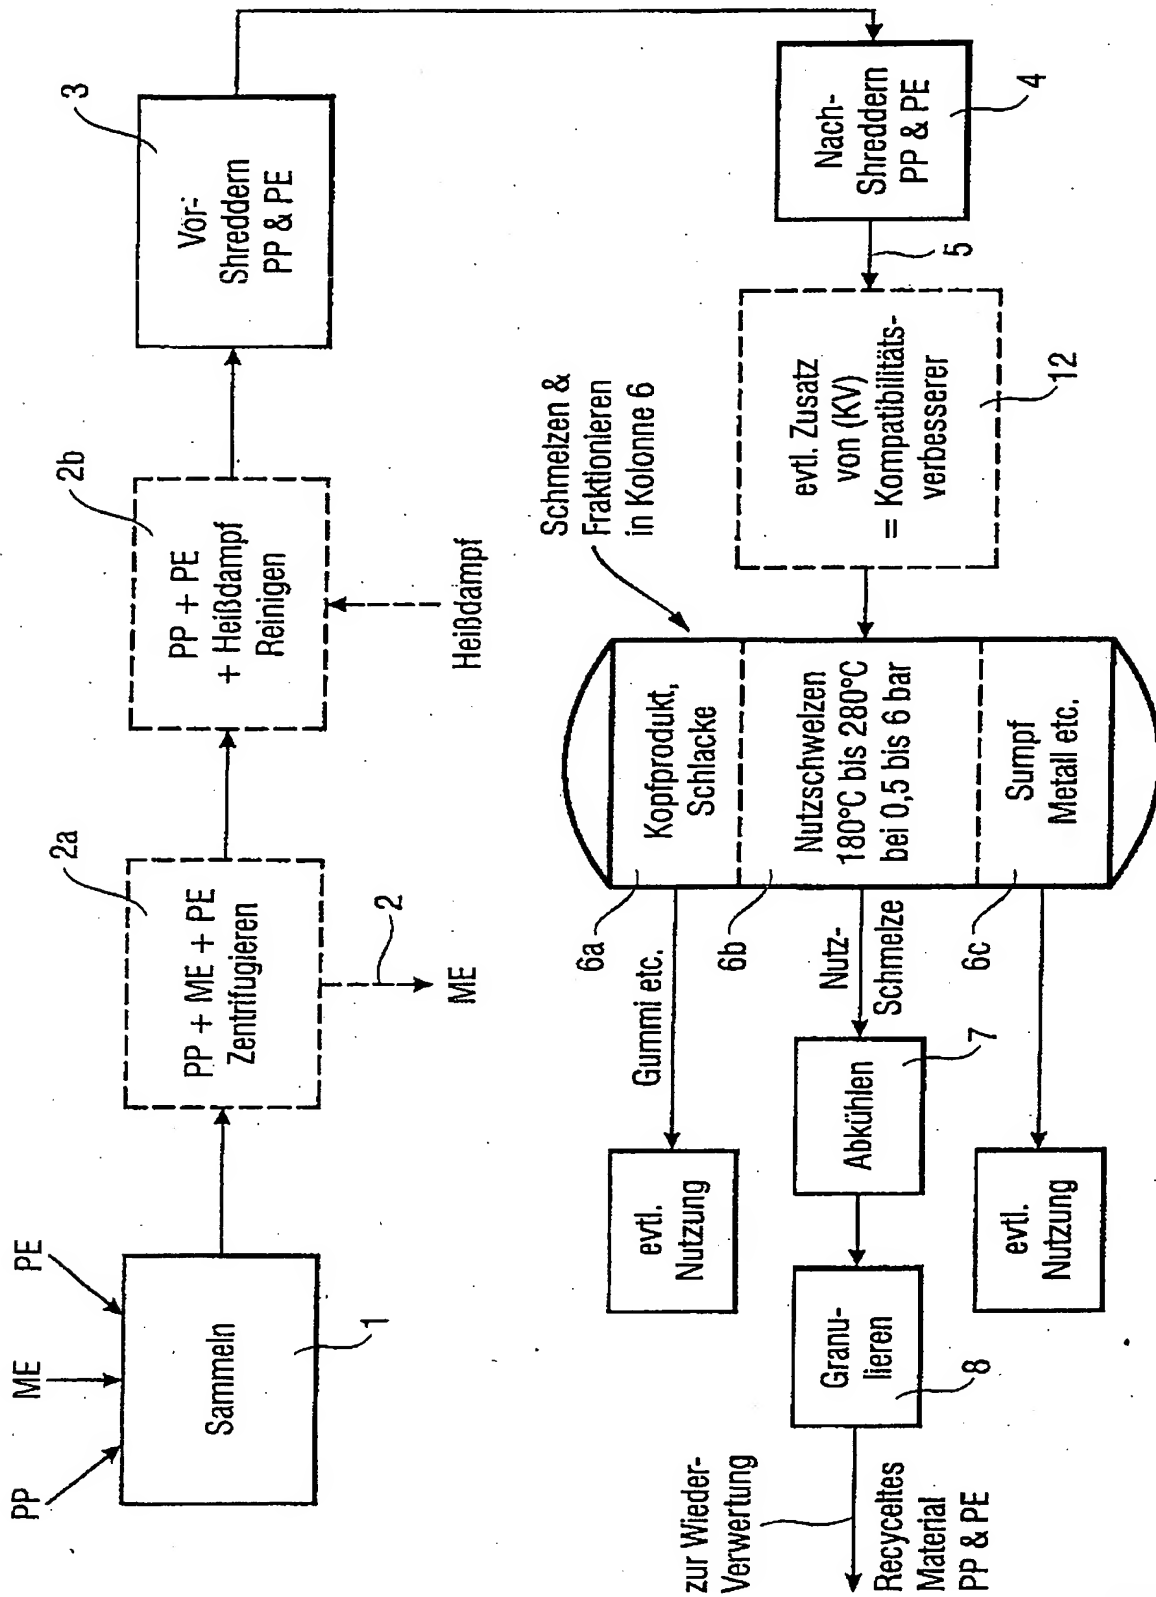 PP
ME
PE
Sammeln
1
PP + ME + PE
Zentrifugieren
2a
2
ME
PP + PE
+ Heißdampf
Reinigen
2b
Heißdampf
Vor-
Shreddern
PP & PE
3
Nach-
Shreddern
PP & PE
4
5
evtl. Zusatz
von (KV)
= Kompatibilitäts-
verbesserer
12
Schmelzen &
Fraktionieren
in Kolonne 6
Kopfprodukt,
Schlacke
6a
Nutzschwelzen
180°C bis 280°C
bei 0,5 bis 6 bar
6b
Sumpf
Metall etc.
6c
Gummi etc.
evtl.
Nutzung
Nutz-
Schmelze
Abkühlen
7
evtl.
Nutzung
Granu-
lieren
8
zur Wieder-
Verwertung
Recyceltes
Material
PP & PE